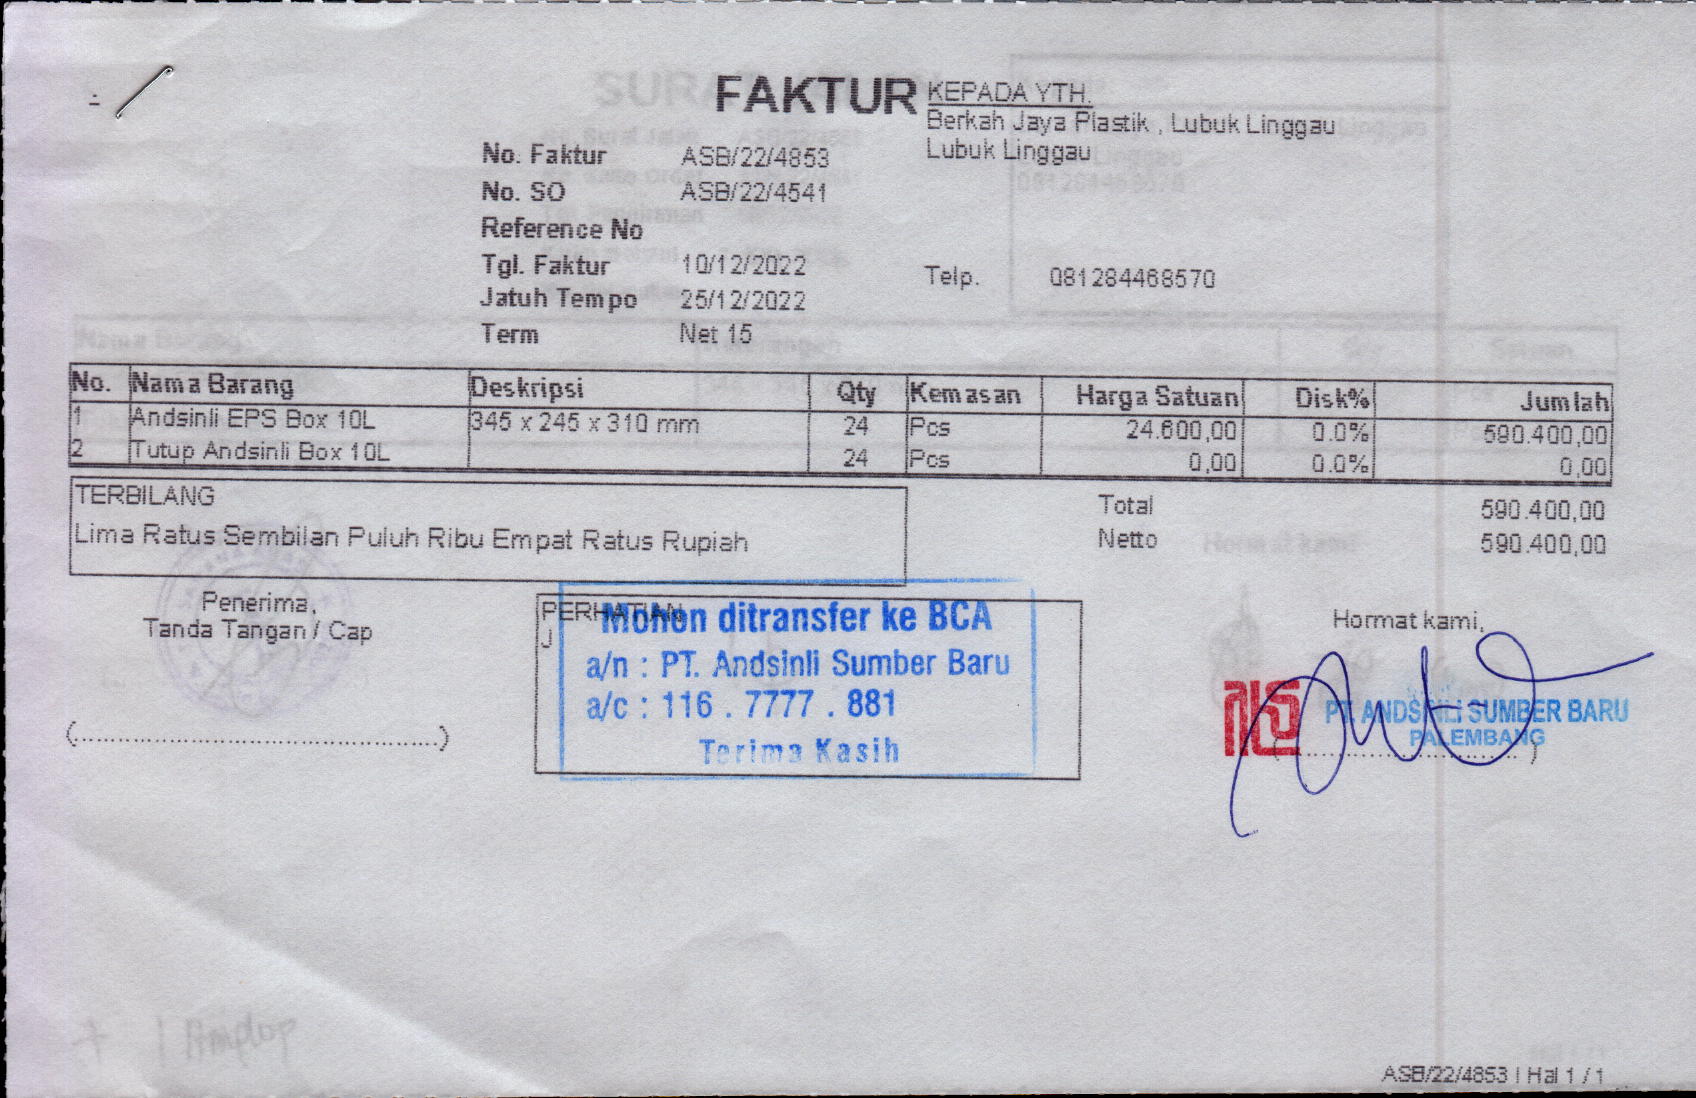 FAKTUR
KEPADA YTH.
Berkah Jaya Plastik , Lubuk Linggau
Lubuk Linggau
No. Faktur ASB/22/4853
No. SO ASB/22/4541
Reference No
Tgl. Faktur 10/12/2022
Telp. 081284468570
Jatuh Tempo 25/12/2022
Term Net 15
No. Nama Barang Deskripsi Qty Kemasan Harga Satuan Disk% Jumlah
1 Andsinli EPS Box 10L 345 x 245 x 310 mm 24 Pcs 24.600,00 0.0% 590.400,00
2 Tutup Andsinli Box 10L 24 Pcs 0,00 0.0% 0,00
TERBILANG
Lima Ratus Sembilan Puluh Ribu Empat Ratus Rupiah
Total 590.400,00
Netto 590.400,00
Penerima,
Tanda Tangan / Cap
PERHATIAN
J
Mohon ditransfer ke BCA
a/n : PT. Andsinli Sumber Baru
a/c : 116 . 7777 . 881
Terima Kasih
Hormat kami,
PT. ANDSINLI SUMBER BARU
PALEMBANG
+ 1 Amplop
ASB/22/4853 | Hal 1 / 1